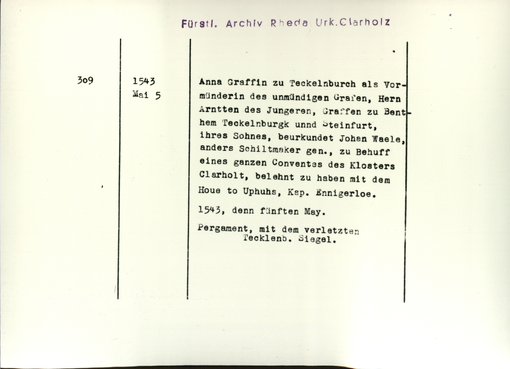 Fürstl. Archiv Rheda Urk.Clarholz
309
1543
Mai 5
Anna Graffin zu Teckelnburch als Vor-
münderin des unmündigen Grafen, Hern
Arntten des Jungeren, Graffen zu Bent-
hem Teckelnburgk unnd Steinfurt,
ihres Sohnes, beurkundet Johan Waele,
anders Schiltmaker gen., zu Behuff
eines ganzen Conventes des Klosters
Clarholt, belehnt zu haben mit dem
Houe to Uphuhs, Ksp. Ennigerloe.
1543, denn fünften May.
Pergament, mit dem verletzten
Tecklenb. Siegel.